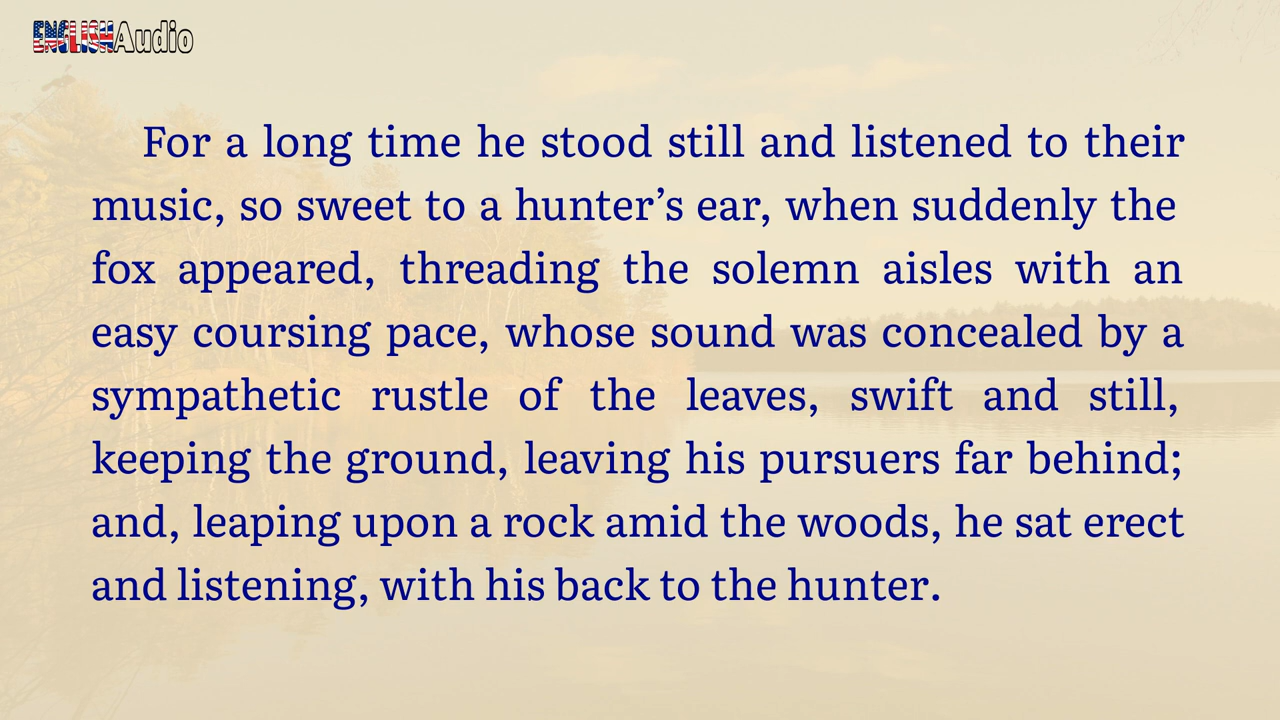 ENGLISHAudio
For a long time he stood still and listened to their
music, so sweet to a hunter’s ear, when suddenly the
fox appeared, threading the solemn aisles with an
easy coursing pace, whose sound was concealed by a
sympathetic rustle of the leaves, swift and still,
keeping the ground, leaving his pursuers far behind;
and, leaping upon a rock amid the woods, he sat erect
and listening, with his back to the hunter.